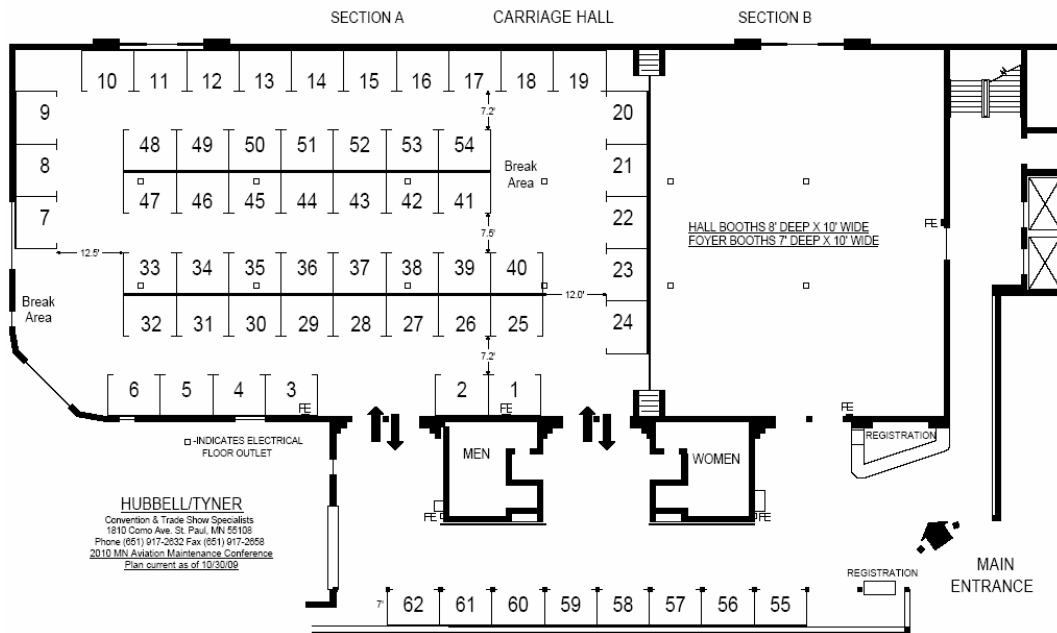 SECTION A CARRIAGE HALL SECTION B
10 11 12 13 14 15 16 17 18 19
9 20
7.2'
48 49 50 51 52 53 54
8 21
Break
Area
47 46 45 44 43 42 41
7 22
HALL BOOTHS 8' DEEP X 10' WIDE
FOYER BOOTHS 7' DEEP X 10' WIDE
FE
7.5'
12.5'
33 34 35 36 37 38 39 40 23
12.0'
Break
Area
32 31 30 29 28 27 26 25 24
7.2'
6 5 4 3 2 1
FE FE FE
□ -INDICATES ELECTRICAL
FLOOR OUTLET
REGISTRATION
MEN WOMEN
HUBBELL/TYNER
Convention & Trade Show Specialists
1810 Como Ave. St. Paul, MN 55108
Phone (651) 917-2632 Fax (651) 917-2658
2010 MN Aviation Maintenance Conference
Plan current as of 10/30/09
FE FE
MAIN
ENTRANCE
REGISTRATION
7' 62 61 60 59 58 57 56 55